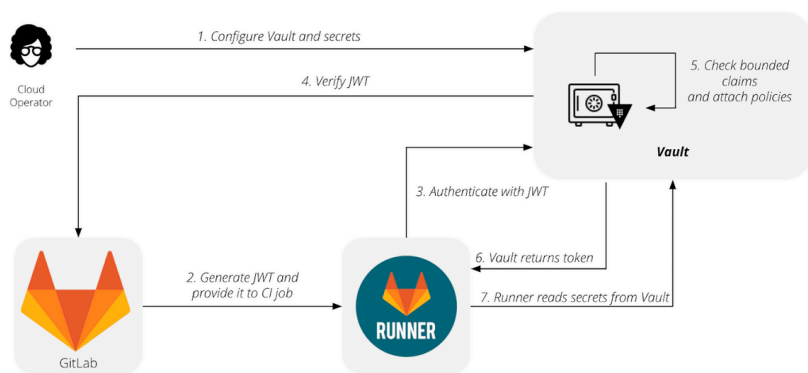 1. Configure Vault and secrets
Cloud
Operator
4. Verify JWT
5. Check bounded
claims
and attach policies
Vault
3. Authenticate with JWT
2. Generate JWT and
provide it to CI job
6. Vault returns token
7. Runner reads secrets from Vault
RUNNER
GitLab